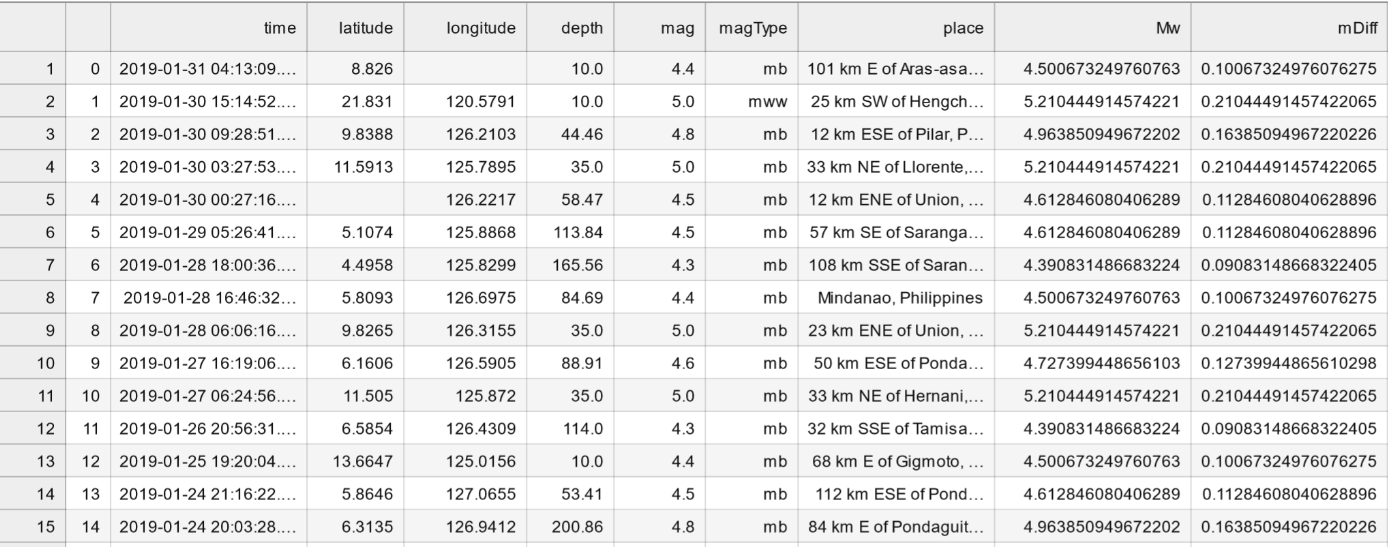 time latitude longitude depth mag magType place Mw mDiff
1 0 2019-01-31 04:13:09.… 8.826 10.0 4.4 mb 101 km E of Aras-asa… 4.500673249760763 0.10067324976076275
2 1 2019-01-30 15:14:52.… 21.831 120.5791 10.0 5.0 mww 25 km SW of Hengch… 5.210444914574221 0.21044491457422065
3 2 2019-01-30 09:28:51.… 9.8388 126.2103 44.46 4.8 mb 12 km ESE of Pilar, P… 4.963850949672202 0.16385094967220226
4 3 2019-01-30 03:27:53.… 11.5913 125.7895 35.0 5.0 mb 33 km NE of Llorente,… 5.210444914574221 0.21044491457422065
5 4 2019-01-30 00:27:16.… 126.2217 58.47 4.5 mb 12 km ENE of Union, … 4.612846080406289 0.11284608040628896
6 5 2019-01-29 05:26:41.… 5.1074 125.8868 113.84 4.5 mb 57 km SE of Saranga… 4.612846080406289 0.11284608040628896
7 6 2019-01-28 18:00:36.… 4.4958 125.8299 165.56 4.3 mb 108 km SSE of Saran… 4.390831486683224 0.09083148668322405
8 7 2019-01-28 16:46:32… 5.8093 126.6975 84.69 4.4 mb Mindanao, Philippines 4.500673249760763 0.10067324976076275
9 8 2019-01-28 06:06:16.… 9.8265 126.3155 35.0 5.0 mb 23 km ENE of Union, … 5.210444914574221 0.21044491457422065
10 9 2019-01-27 16:19:06.… 6.1606 126.5905 88.91 4.6 mb 50 km ESE of Ponda… 4.727399448656103 0.12739944865610298
11 10 2019-01-27 06:24:56.… 11.505 125.872 35.0 5.0 mb 33 km NE of Hernani,… 5.210444914574221 0.21044491457422065
12 11 2019-01-26 20:56:31.… 6.5854 126.4309 114.0 4.3 mb 32 km SSE of Tamisa… 4.390831486683224 0.09083148668322405
13 12 2019-01-25 19:20:04.… 13.6647 125.0156 10.0 4.4 mb 68 km E of Gigmoto, … 4.500673249760763 0.10067324976076275
14 13 2019-01-24 21:16:22.… 5.8646 127.0655 53.41 4.5 mb 112 km ESE of Pond… 4.612846080406289 0.11284608040628896
15 14 2019-01-24 20:03:28.… 6.3135 126.9412 200.86 4.8 mb 84 km E of Pondaguit… 4.963850949672202 0.16385094967220226